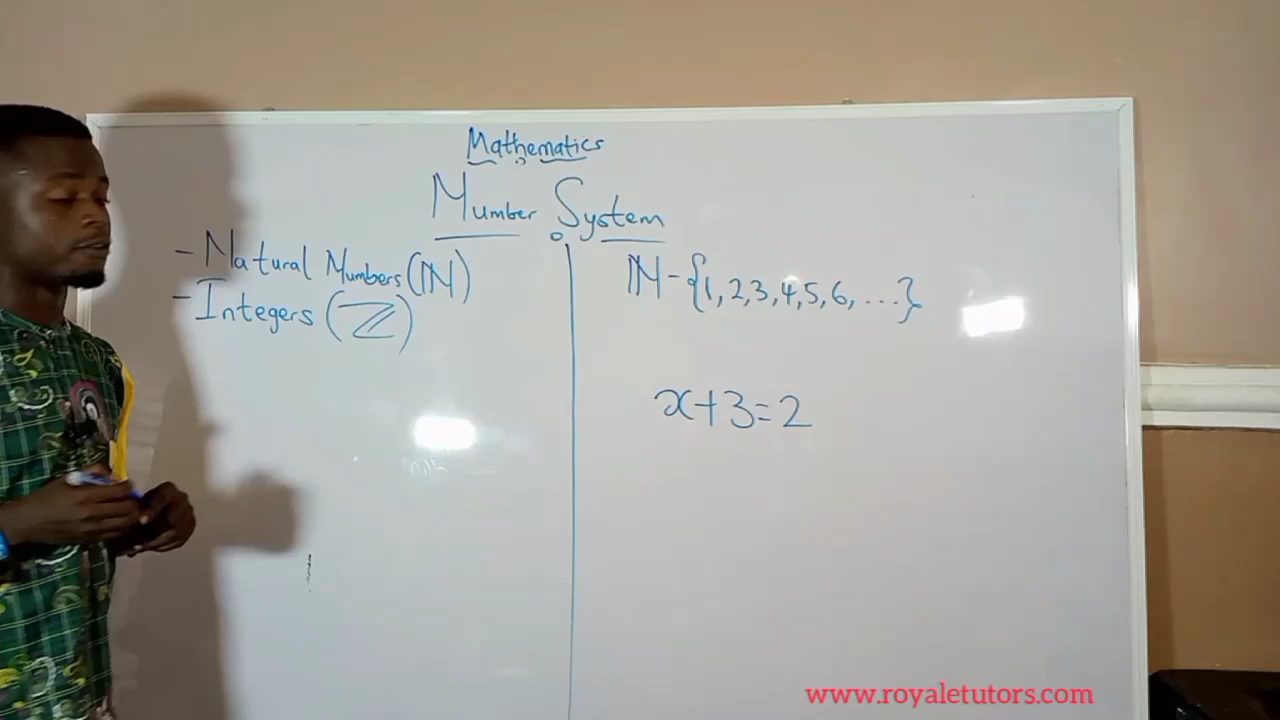 Mathematics
Number System
- Natural Numbers (ℕ)
- Integers (ℤ)
ℕ - {1, 2, 3, 4, 5, 6, ...}
x + 3 = 2
www.royaletutors.com